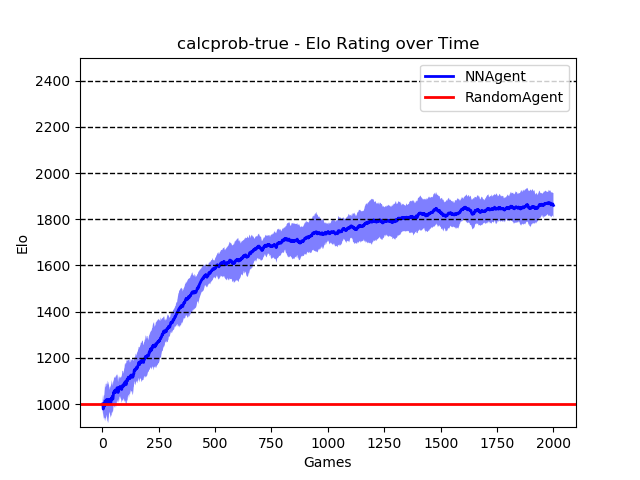 calcprob-true - Elo Rating over Time
NNAgent
RandomAgent
2400
2200
2000
1800
1600
1400
1200
1000
Elo
0 250 500 750 1000 1250 1500 1750 2000
Games